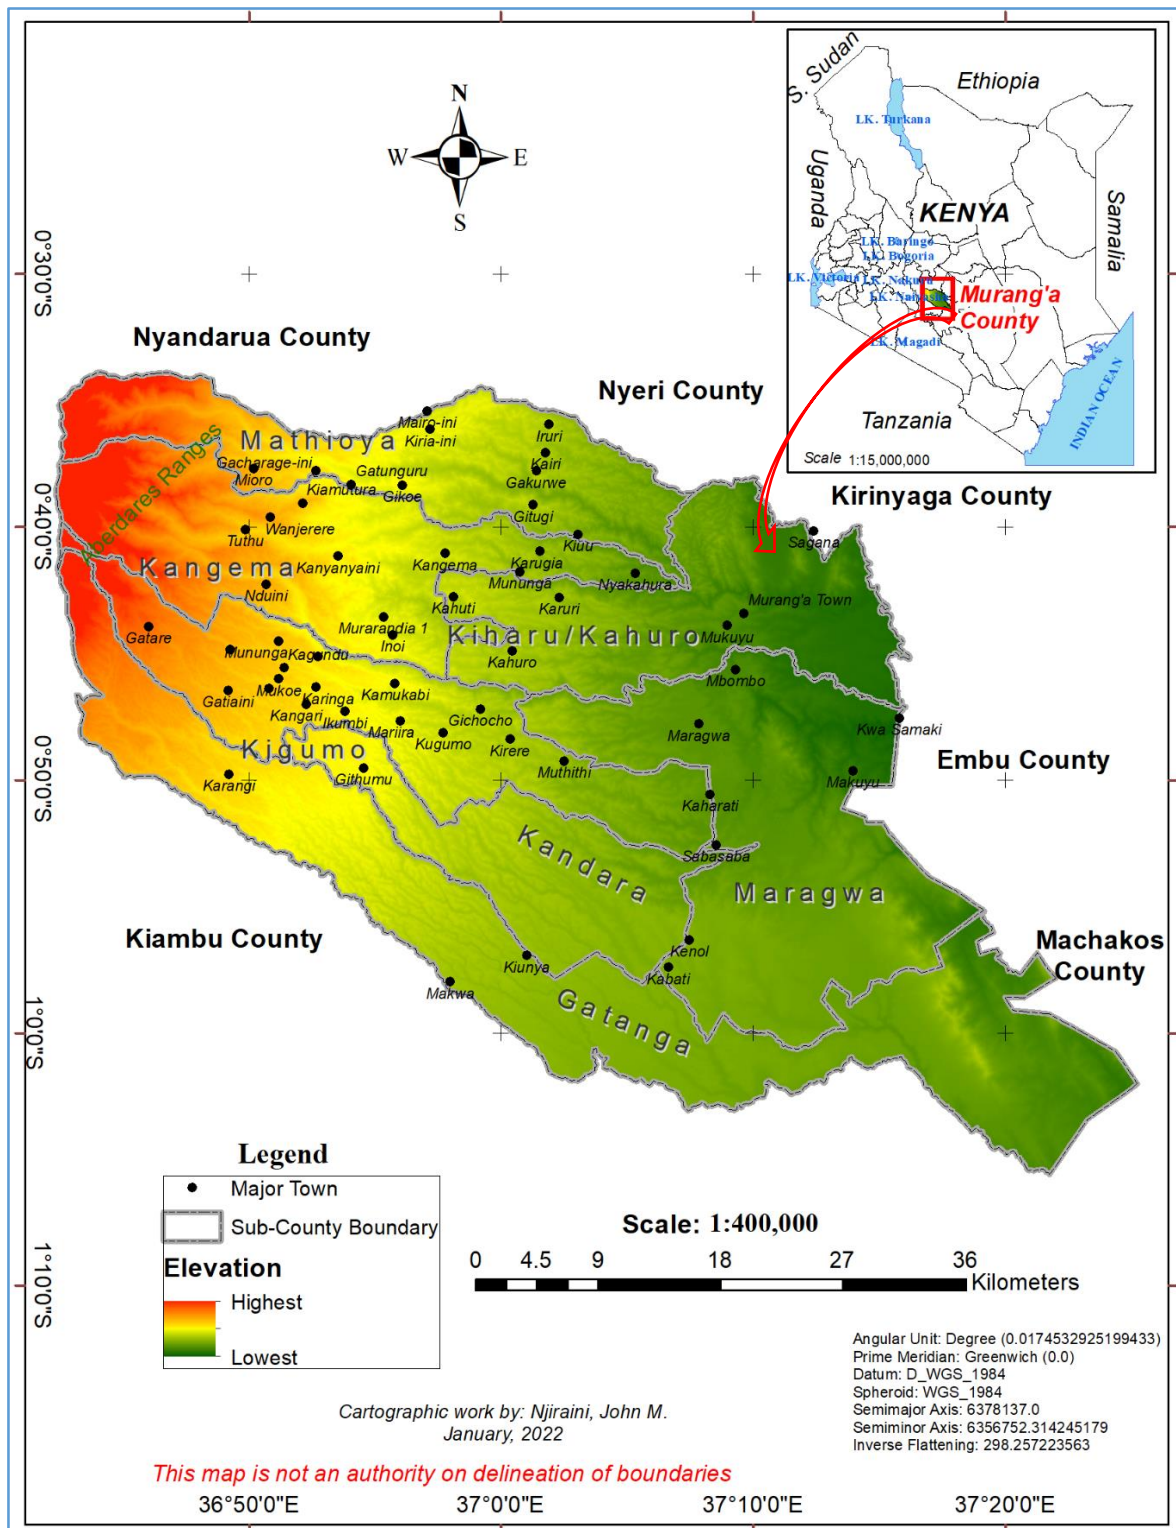 S. Sudan
Ethiopia
LK. Turkana
Uganda
KENYA
Samalia
LK. Baringo
LK. Bogoria
LK. Victoria
LK. Nakuru
LK. Naivasha
Murang'a
County
LK. Magadi
Tanzania
INDIAN OCEAN
Scale 1:15,000,000
N
W
E
S
0°30'0"S
0°40'0"S
0°50'0"S
1°0'0"S
1°10'0"S
Nyandarua County
Nyeri County
Kirinyaga County
Embu County
Machakos
County
Kiambu County
Aberdares Ranges
Mathioya
Mairo-ini
Kiria-ini
Iruri
Kairi
Gakurwe
Gacharage-ini
Mioro
Gatunguru
Kiamutura
Gikoe
Gitugi
Wanjerere
Tuthu
Kiuu
Sagana
Kangema
Kanyanyaini
Kangema
Karugia
Mununga
Nyakahura
Nduini
Kahuti
Karuri
Murang'a Town
Murarandia 1
Inoi
Kiharu/Kahuro
Mukuyu
Gatare
Mununga
Kagundu
Kahuro
Mbombo
Mukoe
Gatiaini
Karinga
Kamukabi
Kangari
Ikumbi
Mariira
Gichocho
Kugumo
Kirere
Maragwa
Kwa Samaki
Kigumo
Githumu
Karangi
Muthithi
Makuyu
Kaharati
Kandara
Sabasaba
Maragwa
Kenol
Kabati
Kiunya
Makwa
Gatanga
Legend
Major Town
Sub-County Boundary
Elevation
Highest
Lowest
Scale: 1:400,000
0 4.5 9 18 27 36
Kilometers
Angular Unit: Degree (0.0174532925199433)
Prime Meridian: Greenwich (0.0)
Datum: D_WGS_1984
Spheroid: WGS_1984
Semimajor Axis: 6378137.0
Semiminor Axis: 6356752.314245179
Inverse Flattening: 298.257223563
Cartographic work by: Njiraini, John M.
January, 2022
This map is not an authority on delineation of boundaries
36°50'0"E 37°0'0"E 37°10'0"E 37°20'0"E